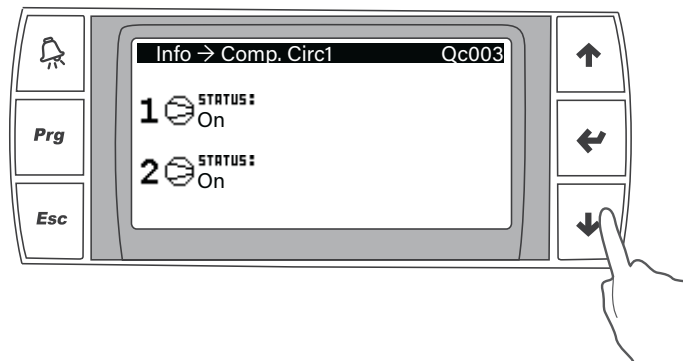 Info → Comp. Circ1 Qc003
1 STATUS:
On
Prg
2 STATUS:
On
Esc